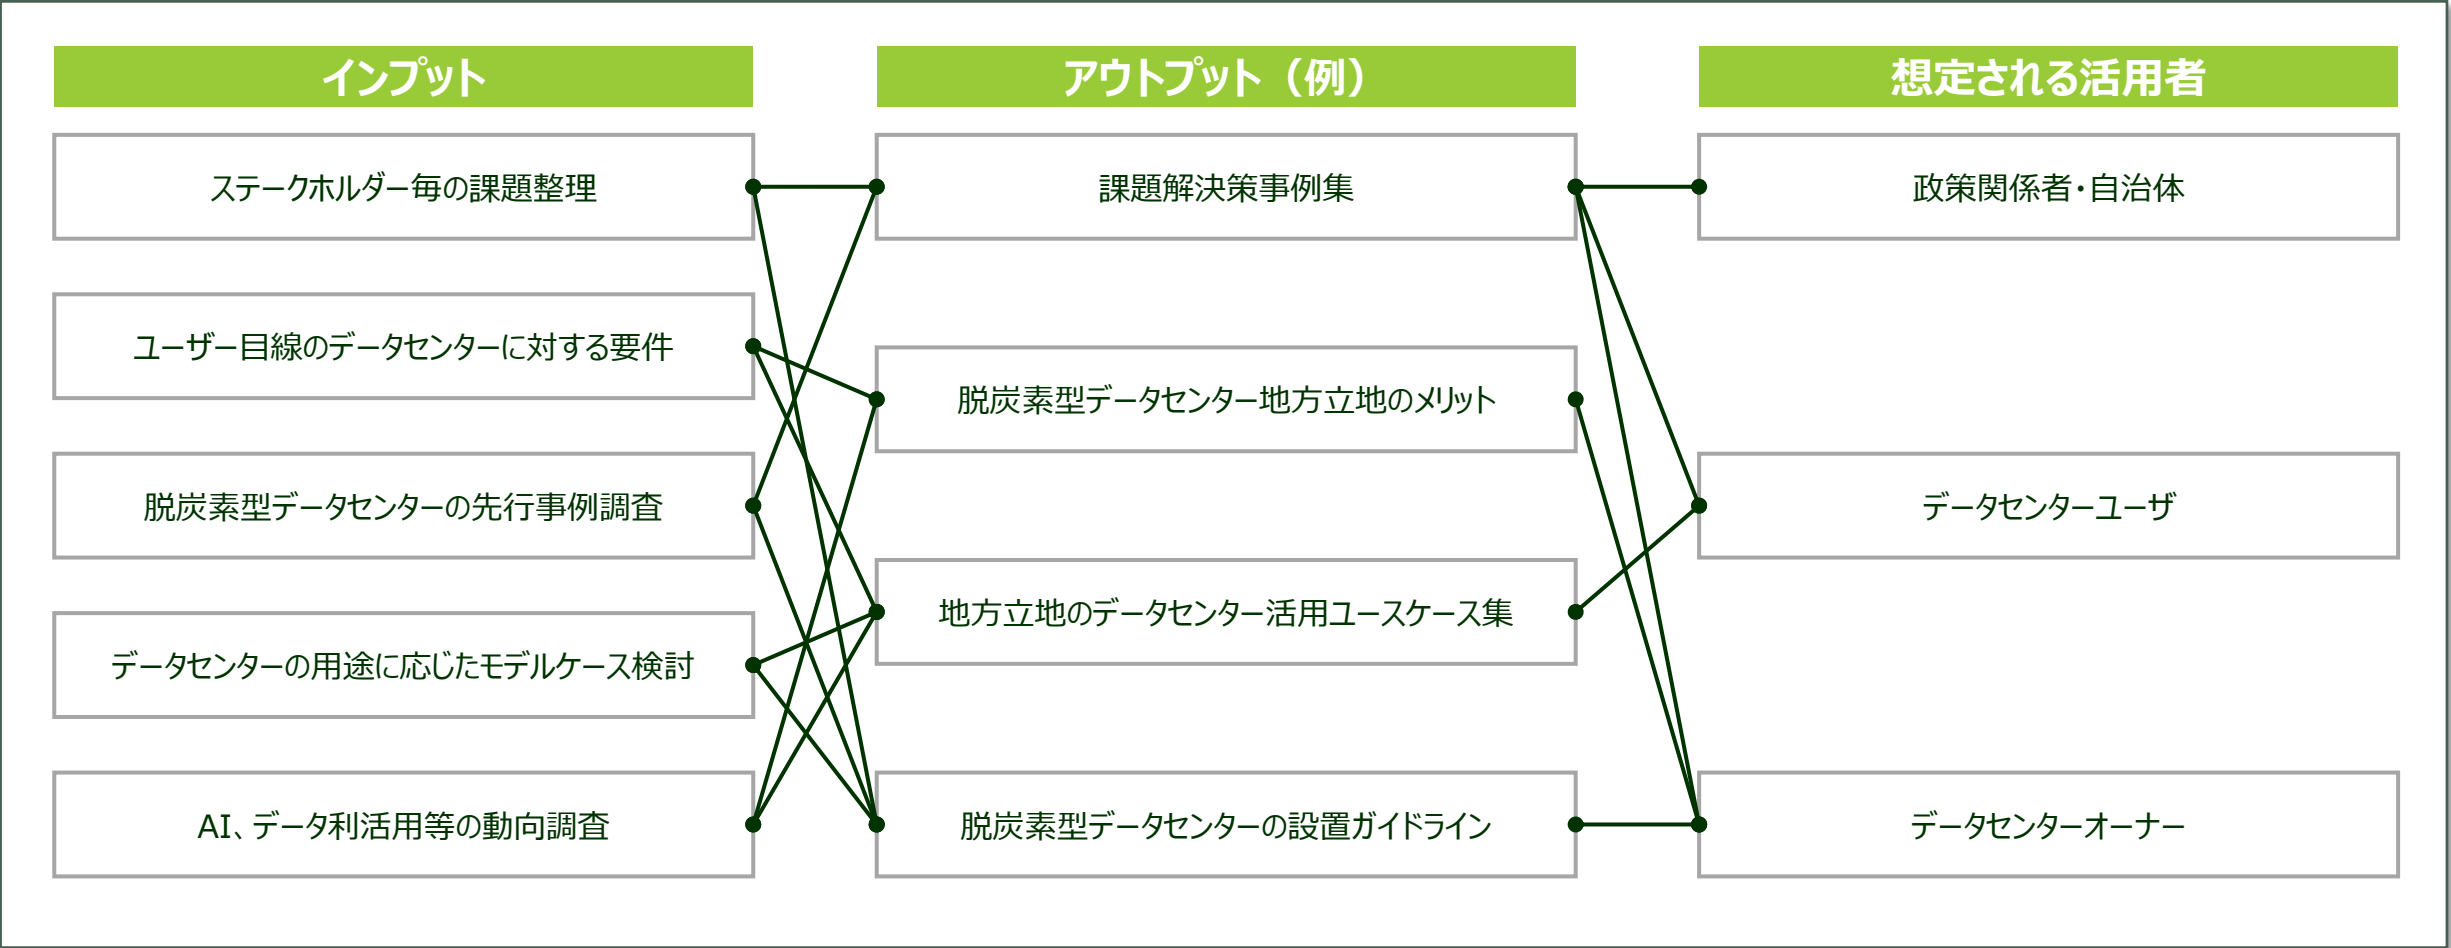 インプット
ステークホルダー毎の課題整理
ユーザー目線のデータセンターに対する要件
脱炭素型データセンターの先行事例調査
データセンターの用途に応じたモデルケース検討
AI、データ利活用等の動向調査
アウトプット（例）
課題解決策事例集
脱炭素型データセンター地方立地のメリット
地方立地のデータセンター活用ユースケース集
脱炭素型データセンターの設置ガイドライン
想定される活用者
政策関係者・自治体
データセンターユーザ
データセンターオーナー